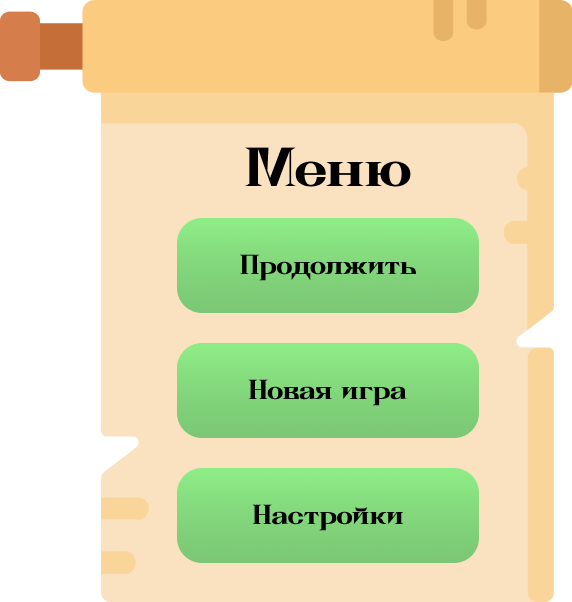 Меню
Продолжить
Новая игра
Настройки